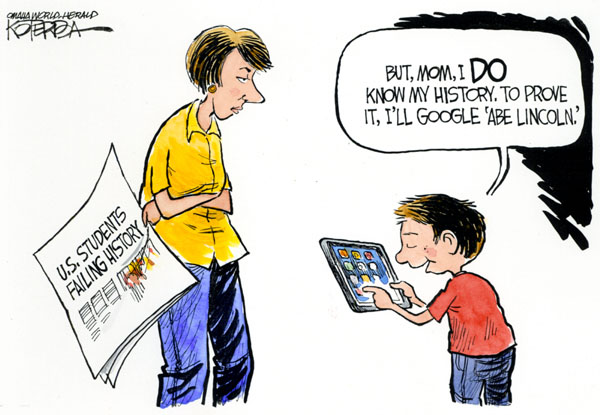 OMAHA WORLD-HERALD
KOTERBA
BUT, MOM, I DO
KNOW MY HISTORY. TO PROVE
IT, I'LL GOOGLE 'ABE LINCOLN.'
U.S. STUDENTS
FAILING HISTORY